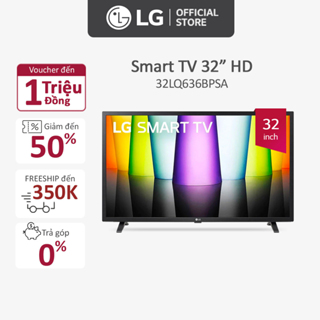 LG
OFFICIAL
STORE
Smart TV 32” HD
32LQ636BPSA
Voucher đến
1 Triệu
Đồng
Giảm đến
50%
FREESHIP đến
350K
Trả góp
0%
LG SMART TV
32
inch
LG